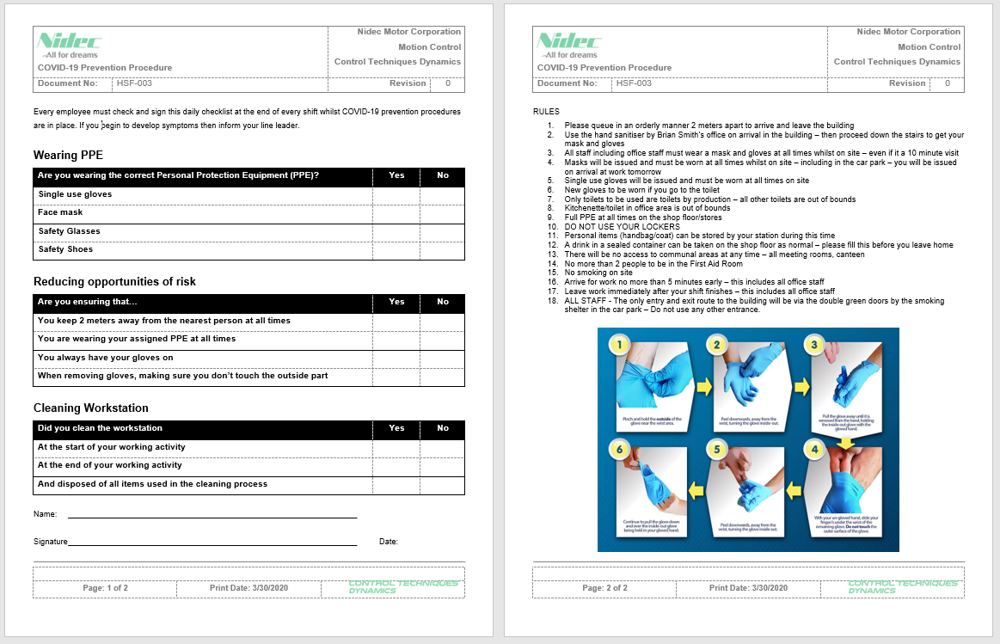 Nidec
-All for dreams
COVID-19 Prevention Procedure
Nidec Motor Corporation
Motion Control
Control Techniques Dynamics
Document No: HSF-003 Revision 0
Every employee must check and sign this daily checklist at the end of every shift whilst COVID-19 prevention procedures
are in place. If you begin to develop symptoms then inform your line leader.
Wearing PPE
Are you wearing the correct Personal Protection Equipment (PPE)? Yes No
Single use gloves
Face mask
Safety Glasses
Safety Shoes
Reducing opportunities of risk
Are you ensuring that... Yes No
You keep 2 meters away from the nearest person at all times
You are wearing your assigned PPE at all times
You always have your gloves on
When removing gloves, making sure you don't touch the outside part
Cleaning Workstation
Did you clean the workstation Yes No
At the start of your working activity
At the end of your working activity
And disposed of all items used in the cleaning process
Name:
Signature Date:
Page: 1 of 2 Print Date: 3/30/2020 CONTROL TECHNIQUES
DYNAMICS
Nidec
-All for dreams
COVID-19 Prevention Procedure
Nidec Motor Corporation
Motion Control
Control Techniques Dynamics
Document No: HSF-003 Revision 0
RULES
1. Please queue in an orderly manner 2 meters apart to arrive and leave the building
2. Use the hand sanitiser by Brian Smith's office on arrival in the building – then proceed down the stairs to get your
mask and gloves
3. All staff including office staff must wear a mask and gloves at all times whilst on site – even if it a 10 minute visit
4. Masks will be issued and must be worn at all times whilst on site – including in the car park – you will be issued
on arrival at work tomorrow
5. Single use gloves will be issued and must be worn at all times on site
6. New gloves to be worn if you go to the toilet
7. Only toilets to be used are toilets by production – all other toilets are out of bounds
8. Kitchenette/toilet in office area is out of bounds
9. Full PPE at all times on the shop floor/stores
10. DO NOT USE YOUR LOCKERS
11. Personal items (handbag/coat) can be stored by your station during this time
12. A drink in a sealed container can be taken on the shop floor as normal – please fill this before you leave home
13. There will be no access to communal areas at any time – all meeting rooms, canteen
14. No more than 2 people to be in the First Aid Room
15. No smoking on site
16. Arrive for work no more than 5 minutes early – this includes all office staff
17. Leave work immediately after your shift finishes – this includes all office staff
18. ALL STAFF - The only entry and exit route to the building will be via the double green doors by the smoking
shelter in the car park – Do not use any other entrance.
1
Pinch and hold the outside of the
glove near the wrist area.
2
Peel downwards, away from the
wrist, turning the glove inside-out.
3
Pull the glove away until it is
removed from the hand, holding
the inside-out glove with the
gloved hand.
4
With your un-gloved hand, slide your
fingers under the wrist of the
remaining glove. Do not touch the
outer surface of the glove.
5
Peel downwards, away from the
wrist, turning the glove inside-out.
6
Continue to pull the glove down
and over the inside-out glove
being held in your gloved hand.
Page: 2 of 2 Print Date: 3/30/2020 CONTROL TECHNIQUES
DYNAMICS